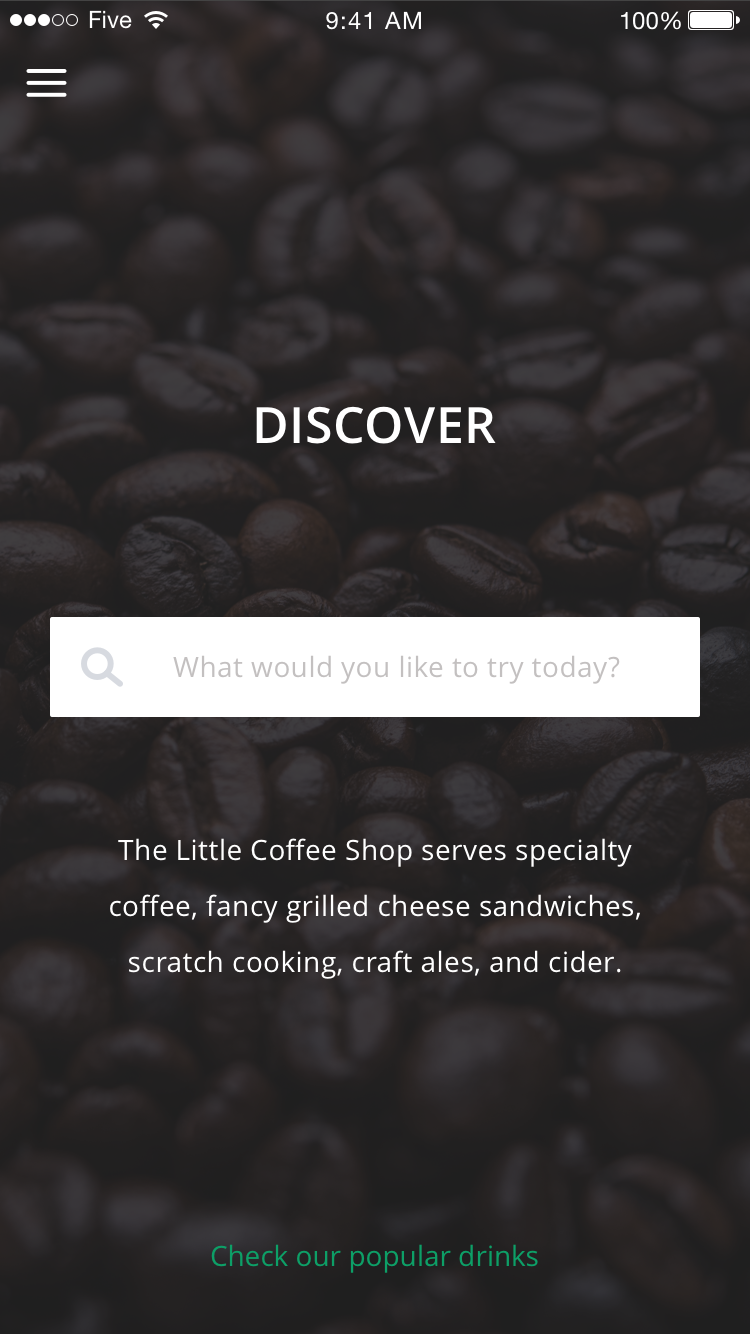 Five 9:41 AM 100%
DISCOVER
What would you like to try today?
The Little Coffee Shop serves specialty
coffee, fancy grilled cheese sandwiches,
scratch cooking, craft ales, and cider.
Check our popular drinks